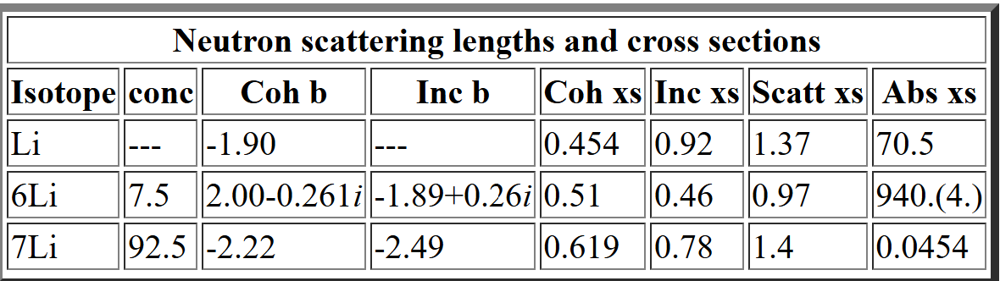 Neutron scattering lengths and cross sections
Isotope conc Coh b Inc b Coh xs Inc xs Scatt xs Abs xs
Li --- -1.90 --- 0.454 0.92 1.37 70.5
6Li 7.5 2.00-0.261i -1.89+0.26i 0.51 0.46 0.97 940.(4.)
7Li 92.5 -2.22 -2.49 0.619 0.78 1.4 0.0454